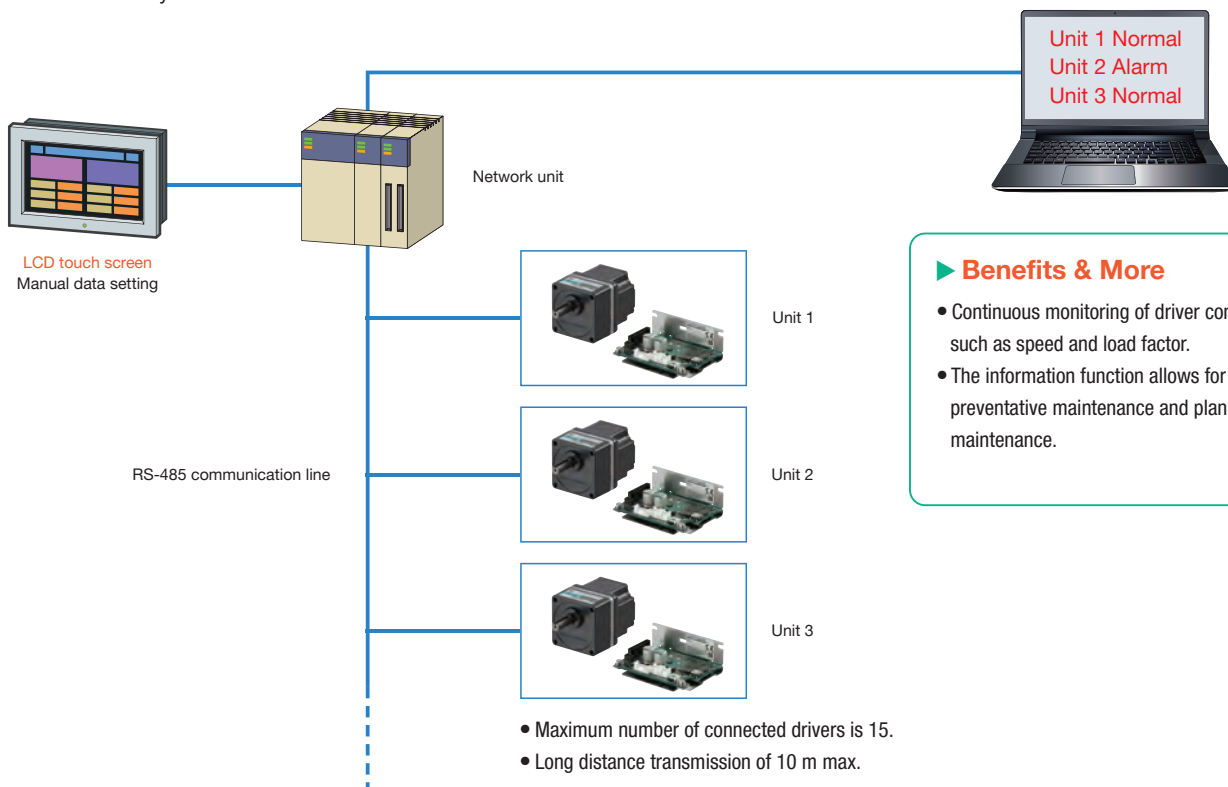 Unit 1 Normal
Unit 2 Alarm
Unit 3 Normal
Network unit
LCD touch screen
Manual data setting
▶ Benefits & More
• Continuous monitoring of driver
such as speed and load factor.
• The information function allows for
preventative maintenance and
maintenance.
Unit 1
RS-485 communication line
Unit 2
Unit 3
• Maximum number of connected drivers is 15.
• Long distance transmission of 10 m max.